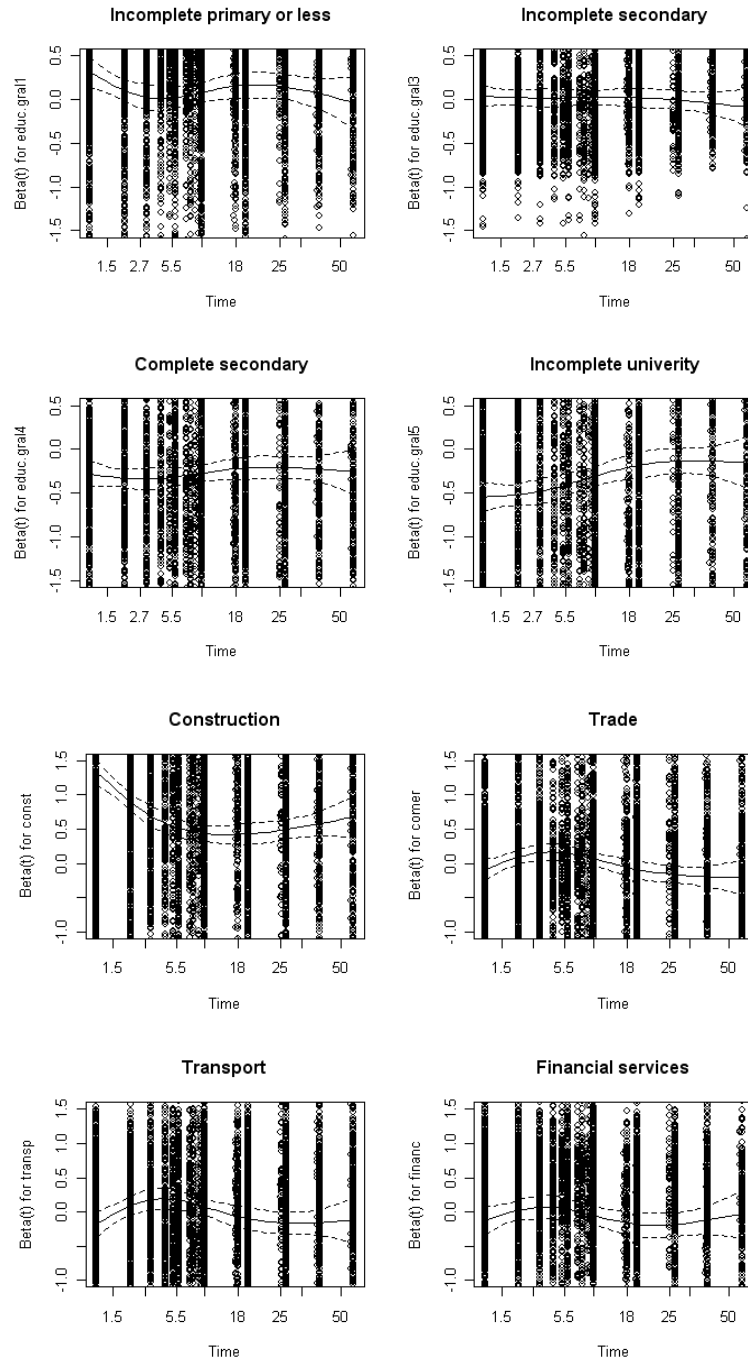 Incomplete primary or less
Beta(t) for educ.gral1
0.5
0.0
-0.5
-1.0
-1.5
1.5 2.7 5.5 18 25 50
Time
Incomplete secondary
Beta(t) for educ.gral3
0.5
0.0
-0.5
-1.0
-1.5
1.5 2.7 5.5 18 25 50
Time
Complete secondary
Beta(t) for educ.gral4
0.5
0.0
-0.5
-1.0
-1.5
1.5 2.7 5.5 18 25 50
Time
Incomplete univerity
Beta(t) for educ.gral5
0.5
0.0
-0.5
-1.0
-1.5
1.5 2.7 5.5 18 25 50
Time
Construction
Beta(t) for const
1.5
1.0
0.5
0.0
-1.0
1.5 5.5 18 25 50
Time
Trade
Beta(t) for comer
1.5
1.0
0.5
0.0
-1.0
1.5 5.5 18 25 50
Time
Transport
Beta(t) for transp
1.5
1.0
0.5
0.0
-1.0
1.5 5.5 18 25 50
Time
Financial services
Beta(t) for financ
1.5
1.0
0.5
0.0
-1.0
1.5 5.5 18 25 50
Time